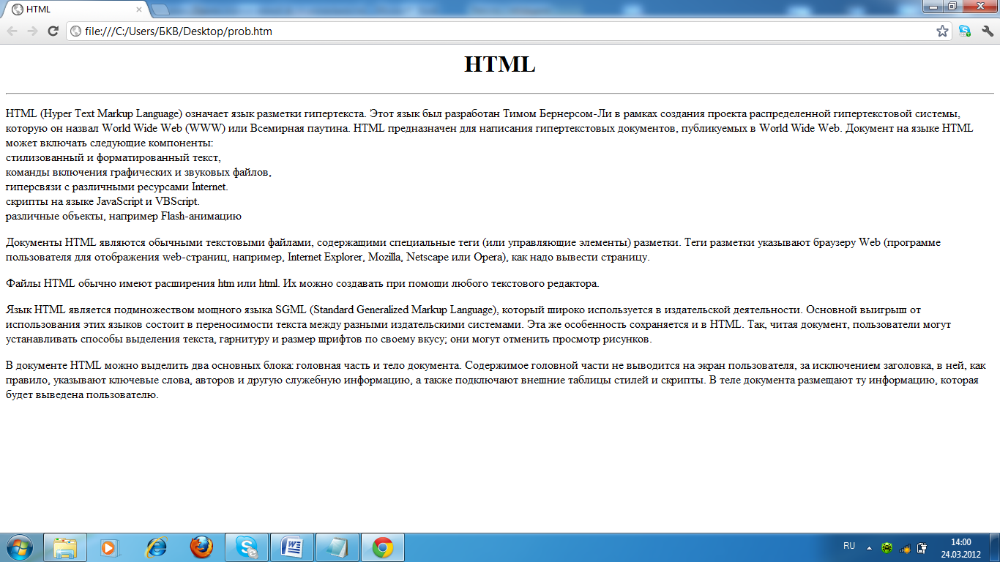 HTML
file:///C:/Users/БКВ/Desktop/prob.htm
HTML
HTML (Hyper Text Markup Language) означает язык разметки гипертекста. Этот язык был разработан Тимом Бернерсом-Ли в рамках создания проекта распределенной гипертекстовой системы,
которую он назвал World Wide Web (WWW) или Всемирная паутина. HTML предназначен для написания гипертекстовых документов, публикуемых в World Wide Web. Документ на языке HTML
может включать следующие компоненты:
стилизованный и форматированный текст,
команды включения графических и звуковых файлов,
гиперсвязи с различными ресурсами Internet.
скрипты на языке JavaScript и VBScript.
различные объекты, например Flash-анимацию
Документы HTML являются обычными текстовыми файлами, содержащими специальные теги (или управляющие элементы) разметки. Теги разметки указывают браузеру Web (программе
пользователя для отображения web-страниц, например, Internet Explorer, Mozilla, Netscape или Opera), как надо вывести страницу.
Файлы HTML обычно имеют расширения htm или html. Их можно создавать при помощи любого текстового редактора.
Язык HTML является подмножеством мощного языка SGML (Standard Generalized Markup Language), который широко используется в издательской деятельности. Основной выигрыш от
использования этих языков состоит в переносимости текста между разными издательскими системами. Эта же особенность сохраняется и в HTML. Так, читая документ, пользователи могут
устанавливать способы выделения текста, гарнитуру и размер шрифтов по своему вкусу; они могут отменить просмотр рисунков.
В документе HTML можно выделить два основных блока: головная часть и тело документа. Содержимое головной части не выводится на экран пользователя, за исключением заголовка, в ней, как
правило, указывают ключевые слова, авторов и другую служебную информацию, а также подключают внешние таблицы стилей и скрипты. В теле документа размещают ту информацию, которая
будет выведена пользователю.
RU
14:00
24.03.2012